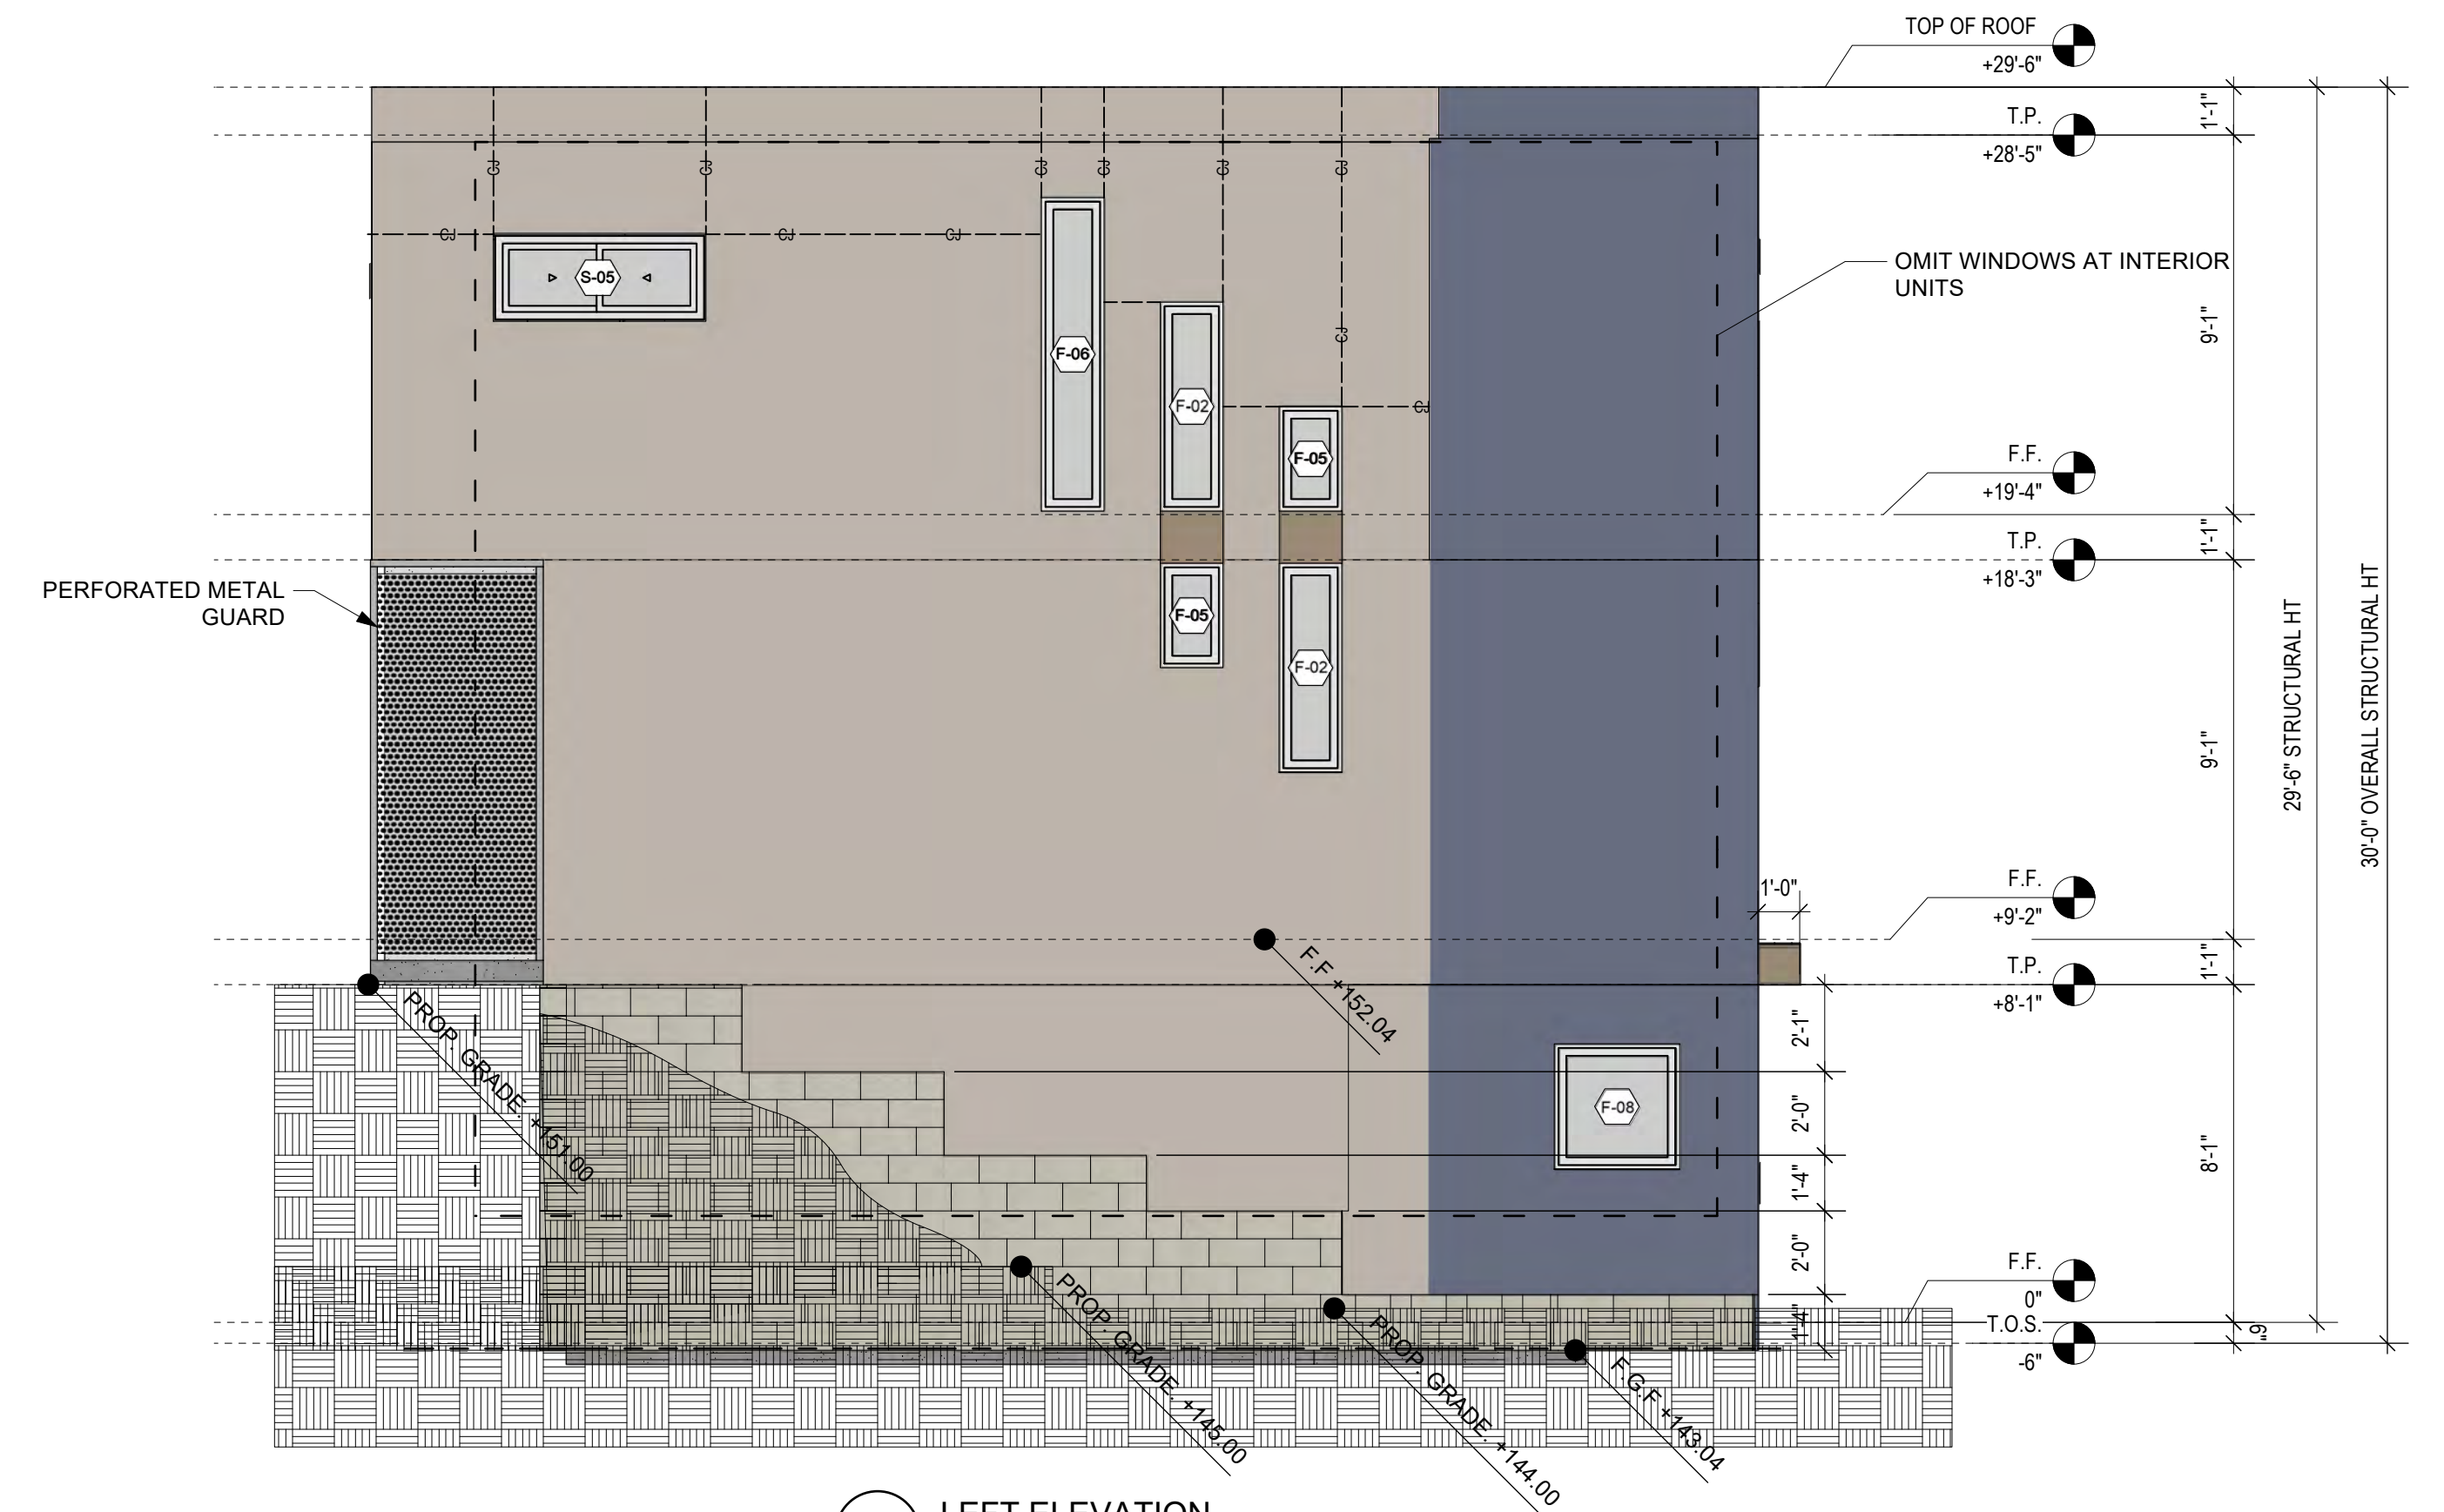 TOP OF ROOF
+29'-6"
T.P.
+28'-5"
1'-1"
CJ
CJ
CJ
CJ
CJ
CJ
CJ
CJ
CJ
S-05
OMIT WINDOWS AT INTERIOR
UNITS
9'-1"
CJ
F-06
F-02
CJ
F-05
F.F.
+19'-4"
1'-1"
T.P.
+18'-3"
PERFORATED METAL
GUARD
F-05
F-02
9'-1"
29'-6" STRUCTURAL HT
30'-0" OVERALL STRUCTURAL HT
1'-0"
F.F.
+9'-2"
1'-1"
T.P.
+8'-1"
F.F +152.04
PROP. GRADE. +151.00
2'-1"
2'-0"
F-08
8'-1"
1'-4"
2'-0"
F.F.
0"
1'-4"
T.O.S.
-6"
6"
PROP. GRADE. +145.00
PROP. GRADE. +144.00
F.G.F +143.04
LEFT ELEVATION